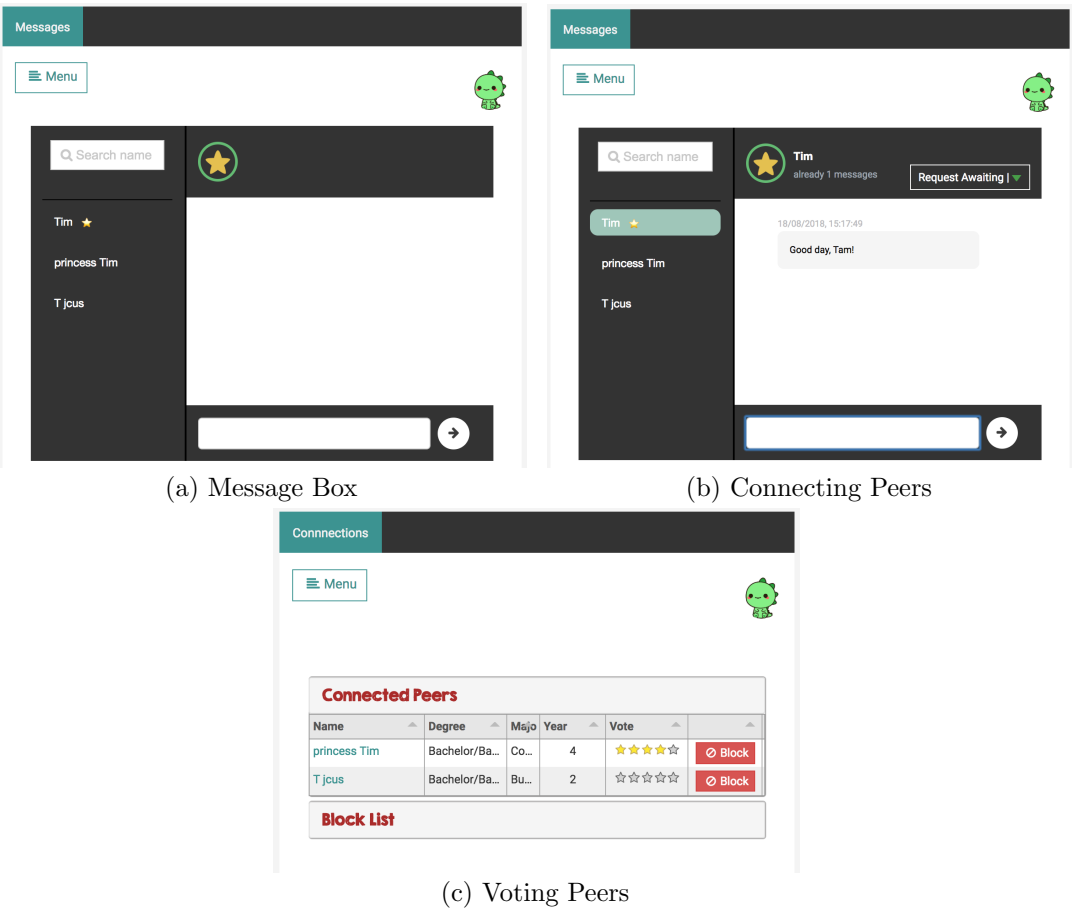 Messages
Menu
Search name
Tim
princess Tim
T jcus
(a) Message Box
Messages
Menu
Search name
Tim
already 1 messages
Request Awaiting |
Tim
princess Tim
T jcus
18/08/2018, 15:17:49
Good day, Tam!
(b) Connecting Peers
Connnections
Menu
Connected Peers
Name Degree Majo Year Vote
princess Tim Bachelor/Ba... Co... 4 Block
T jcus Bachelor/Ba... Bu... 2 Block
Block List
(c) Voting Peers